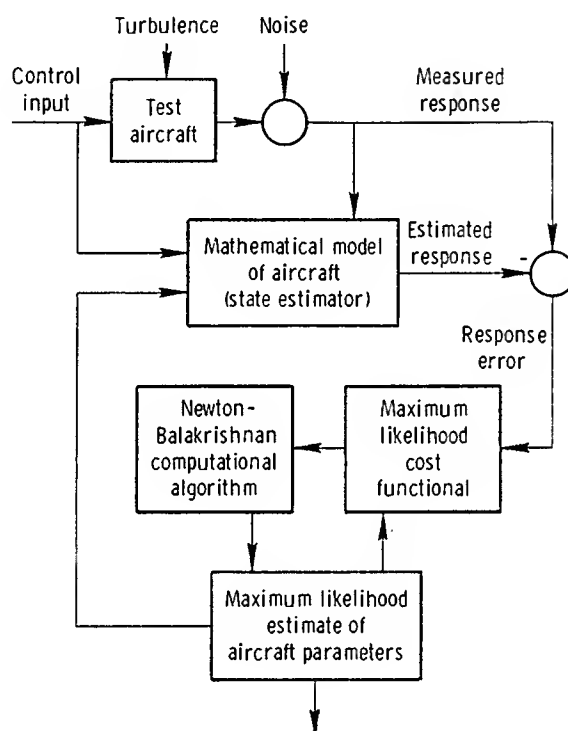 Turbulence
Noise
Control
input
Test
aircraft
Measured
response
Mathematical model
of aircraft
(state estimator)
Estimated
response
-
Response
error
Newton-
Balakrishnan
computational
algorithm
Maximum
likelihood
cost
functional
Maximum likelihood
estimate of
aircraft parameters